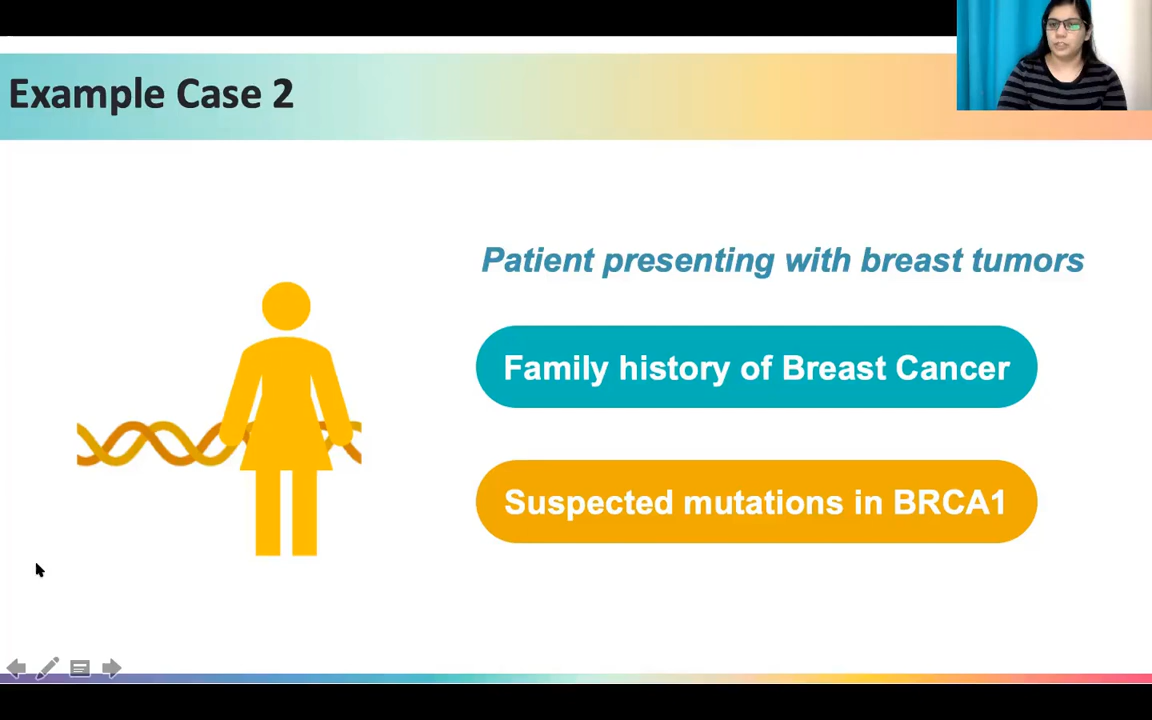 Example Case 2
Patient presenting with breast tumors
Family history of Breast Cancer
Suspected mutations in BRCA1